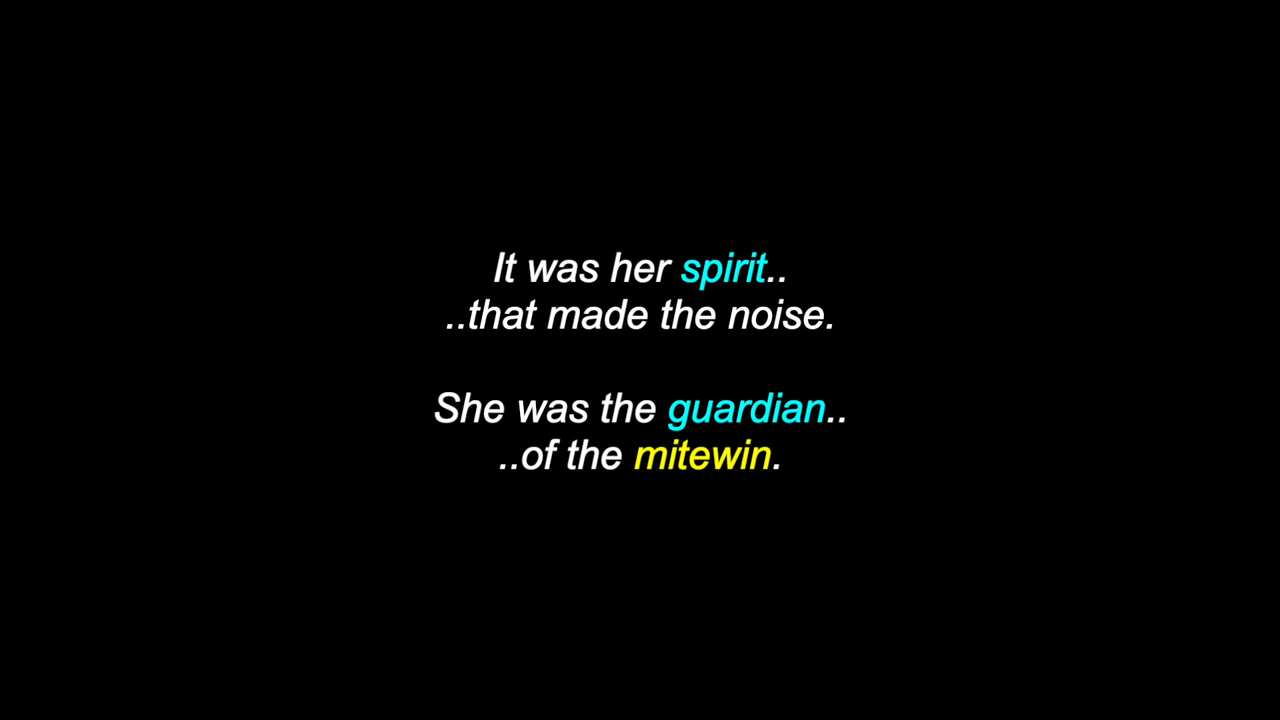 It was her spirit..
..that made the noise.
She was the guardian..
..of the mitewin.